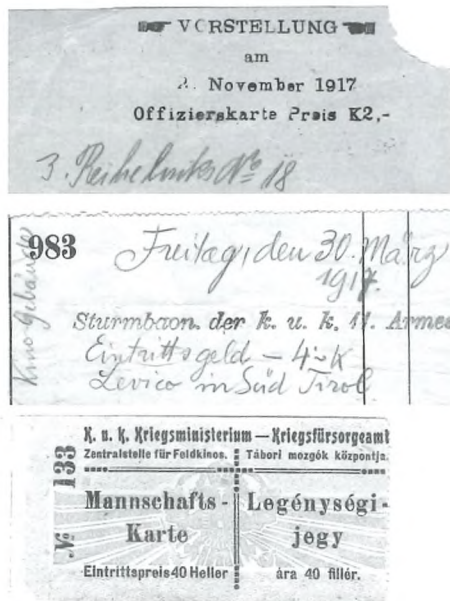 VORSTELLUNG
am
November 1917
Offizierskarte Preis K2,-
3. Reihe links No 18
983
Kino Gebäude
Freitag, den 30. März
1917.
Sturmbaon. der k. u. k. 11. Armee
Eintrittsgeld — 4.- K
Levico in Süd Tirol
No 133
K. u. k. Kriegsministerium — Kriegsfürsorgeamt
Zentralstelle für Feldkinos. Tábori mozgók központja.
Mannschafts- Legénységi-
Karte jegy
Eintrittspreis 40 Heller ára 40 fillér.